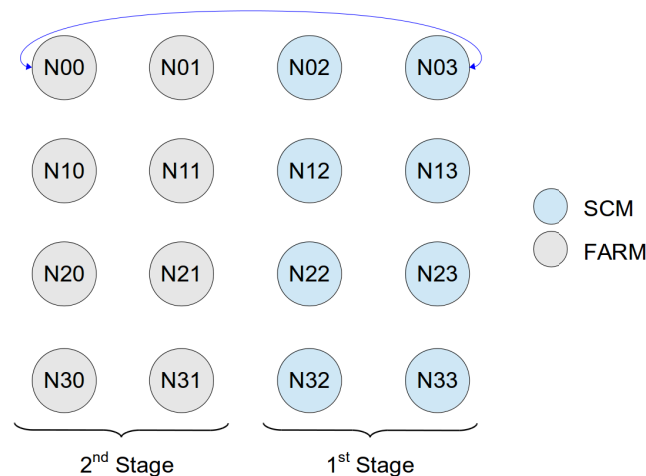 N00 N01 N02 N03
N10 N11 N12 N13
SCM
N20 N21 N22 N23
FARM
N30 N31 N32 N33
2nd Stage 1st Stage